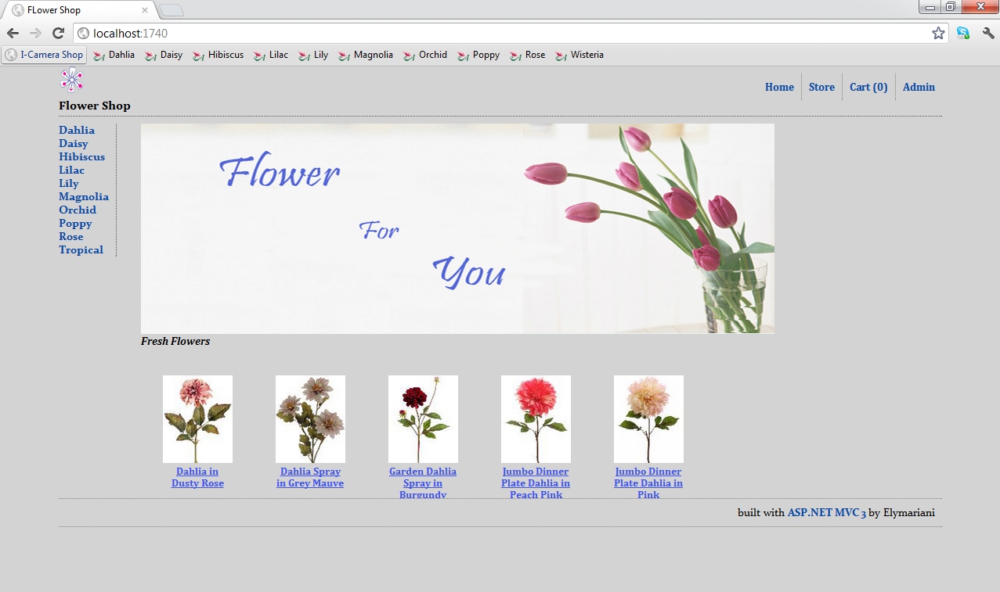 FLower Shop
localhost:1740
I-Camera Shop Dahlia Daisy Hibiscus Lilac Lily Magnolia Orchid Poppy Rose Wisteria
Home Store Cart (0) Admin
Flower Shop
Dahlia
Daisy
Hibiscus
Lilac
Lily
Magnolia
Orchid
Poppy
Rose
Tropical
Flower
For
You
Fresh Flowers
Dahlia in
Dusty Rose
Dahlia Spray
in Grey Mauve
Garden Dahlia
Spray in
Burgundy
Jumbo Dinner
Plate Dahlia in
Peach Pink
Jumbo Dinner
Plate Dahlia in
Pink
built with ASP.NET MVC 3 by Elymariani